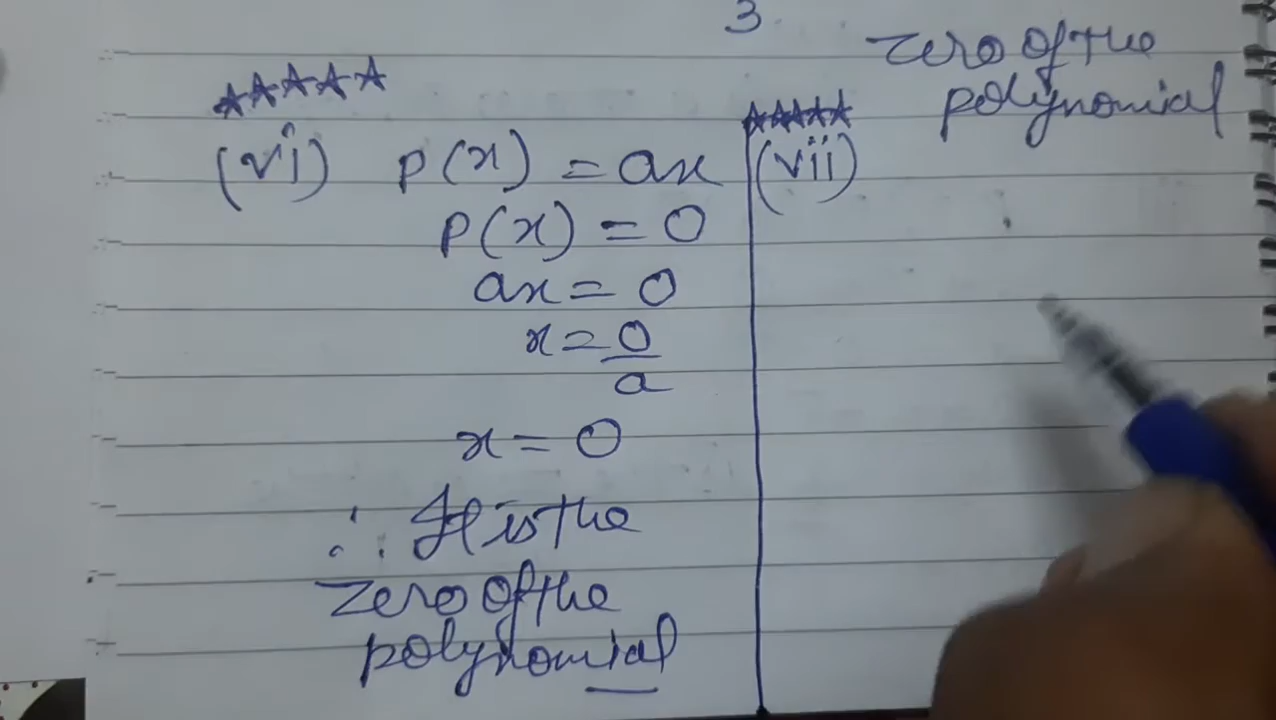 3
zero of the
polynomial
(vi) p(x) = ax
p(x) = 0
ax = 0
x = 0
a
x = 0
∴ It is the
zero of the
polynomial
(vii)